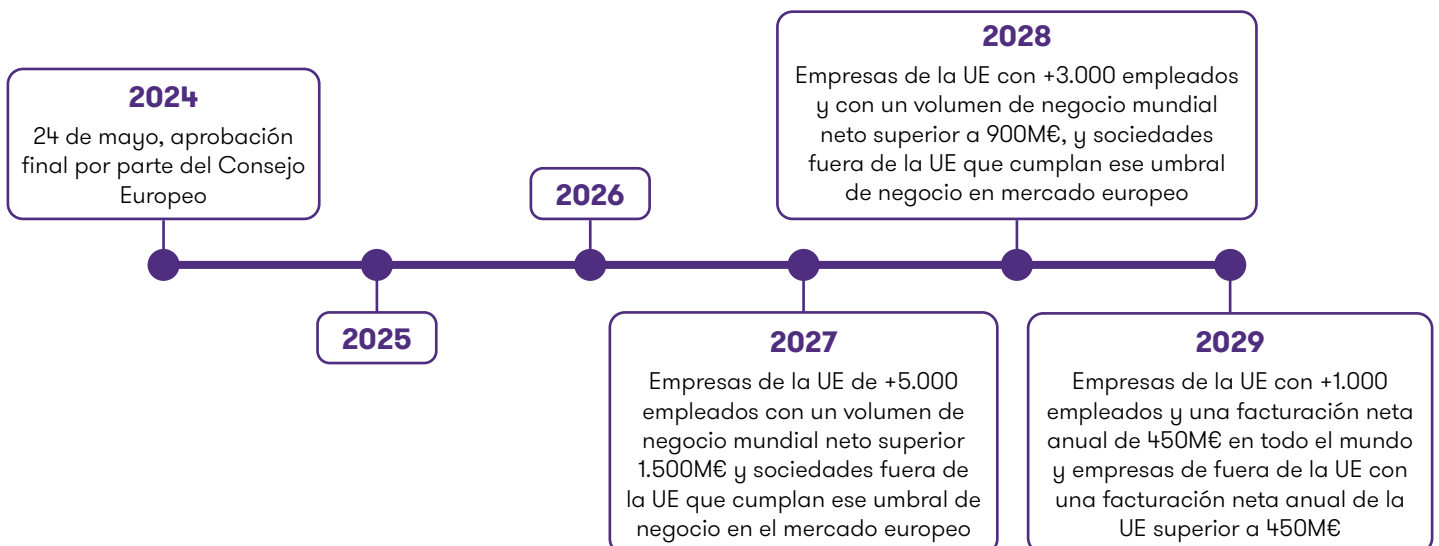 2024
24 de mayo, aprobación
final por parte del Consejo
Europeo
2025
2026
2027
Empresas de la UE de +5.000
empleados con un volumen de
negocio mundial neto superior
1.500M€ y sociedades fuera de
la UE que cumplan ese umbral de
negocio en el mercado europeo
2028
Empresas de la UE con +3.000 empleados
y con un volumen de negocio mundial
neto superior a 900M€, y sociedades
fuera de la UE que cumplan ese umbral
de negocio en mercado europeo
2029
Empresas de la UE con +1.000
empleados y una facturación neta
anual de 450M€ en todo el mundo
y empresas de fuera de la UE con
una facturación neta anual de la
UE superior a 450M€